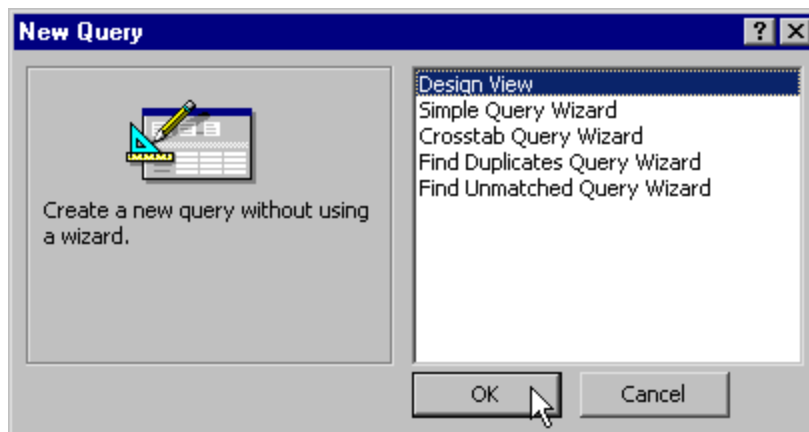 New Query
Create a new query without using
a wizard.
Design View
Simple Query Wizard
Crosstab Query Wizard
Find Duplicates Query Wizard
Find Unmatched Query Wizard
OK
Cancel